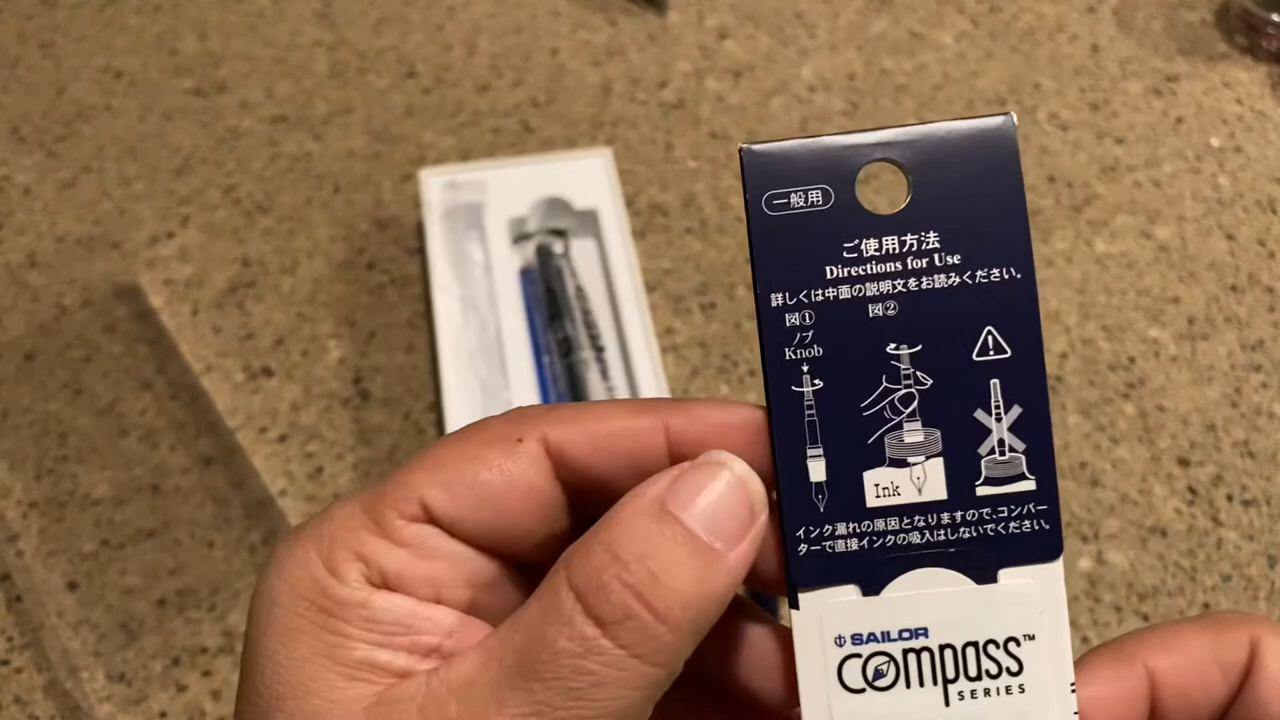 一般用
ご使用方法
Directions for Use
詳しくは中面の説明文をお読みください。
図①
図②
ノブ
Knob
Ink
インク漏れの原因となりますので、コンバー
ターで直接インクの吸入はしないでください。
SAILOR
compass™
SERIES